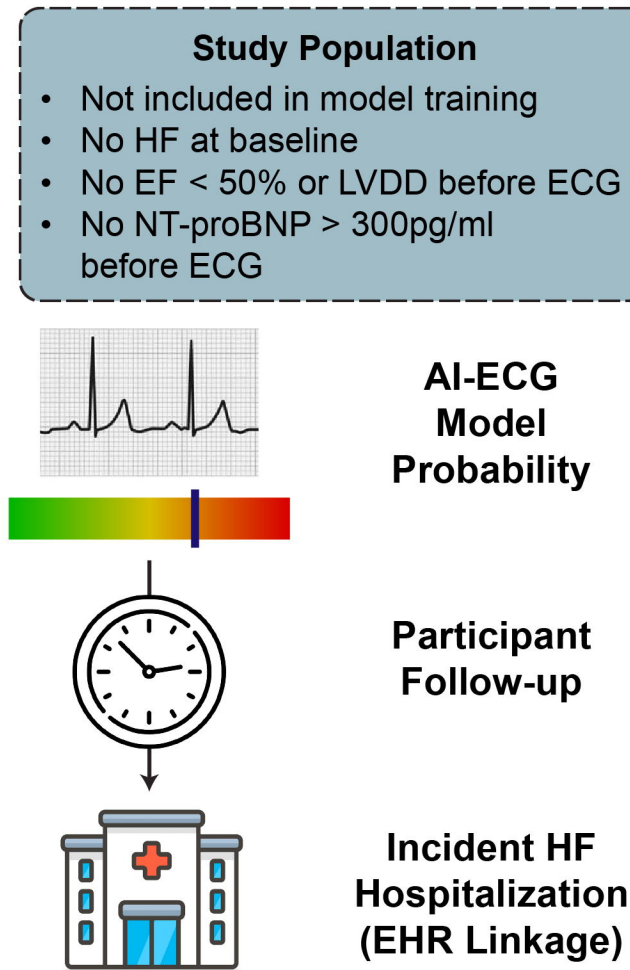 Study Population
• Not included in model training
• No HF at baseline
• No EF < 50% or LVDD before ECG
• No NT-proBNP > 300pg/ml
before ECG
AI-ECG
Model
Probability
Participant
Follow-up
Incident HF
Hospitalization
(EHR Linkage)